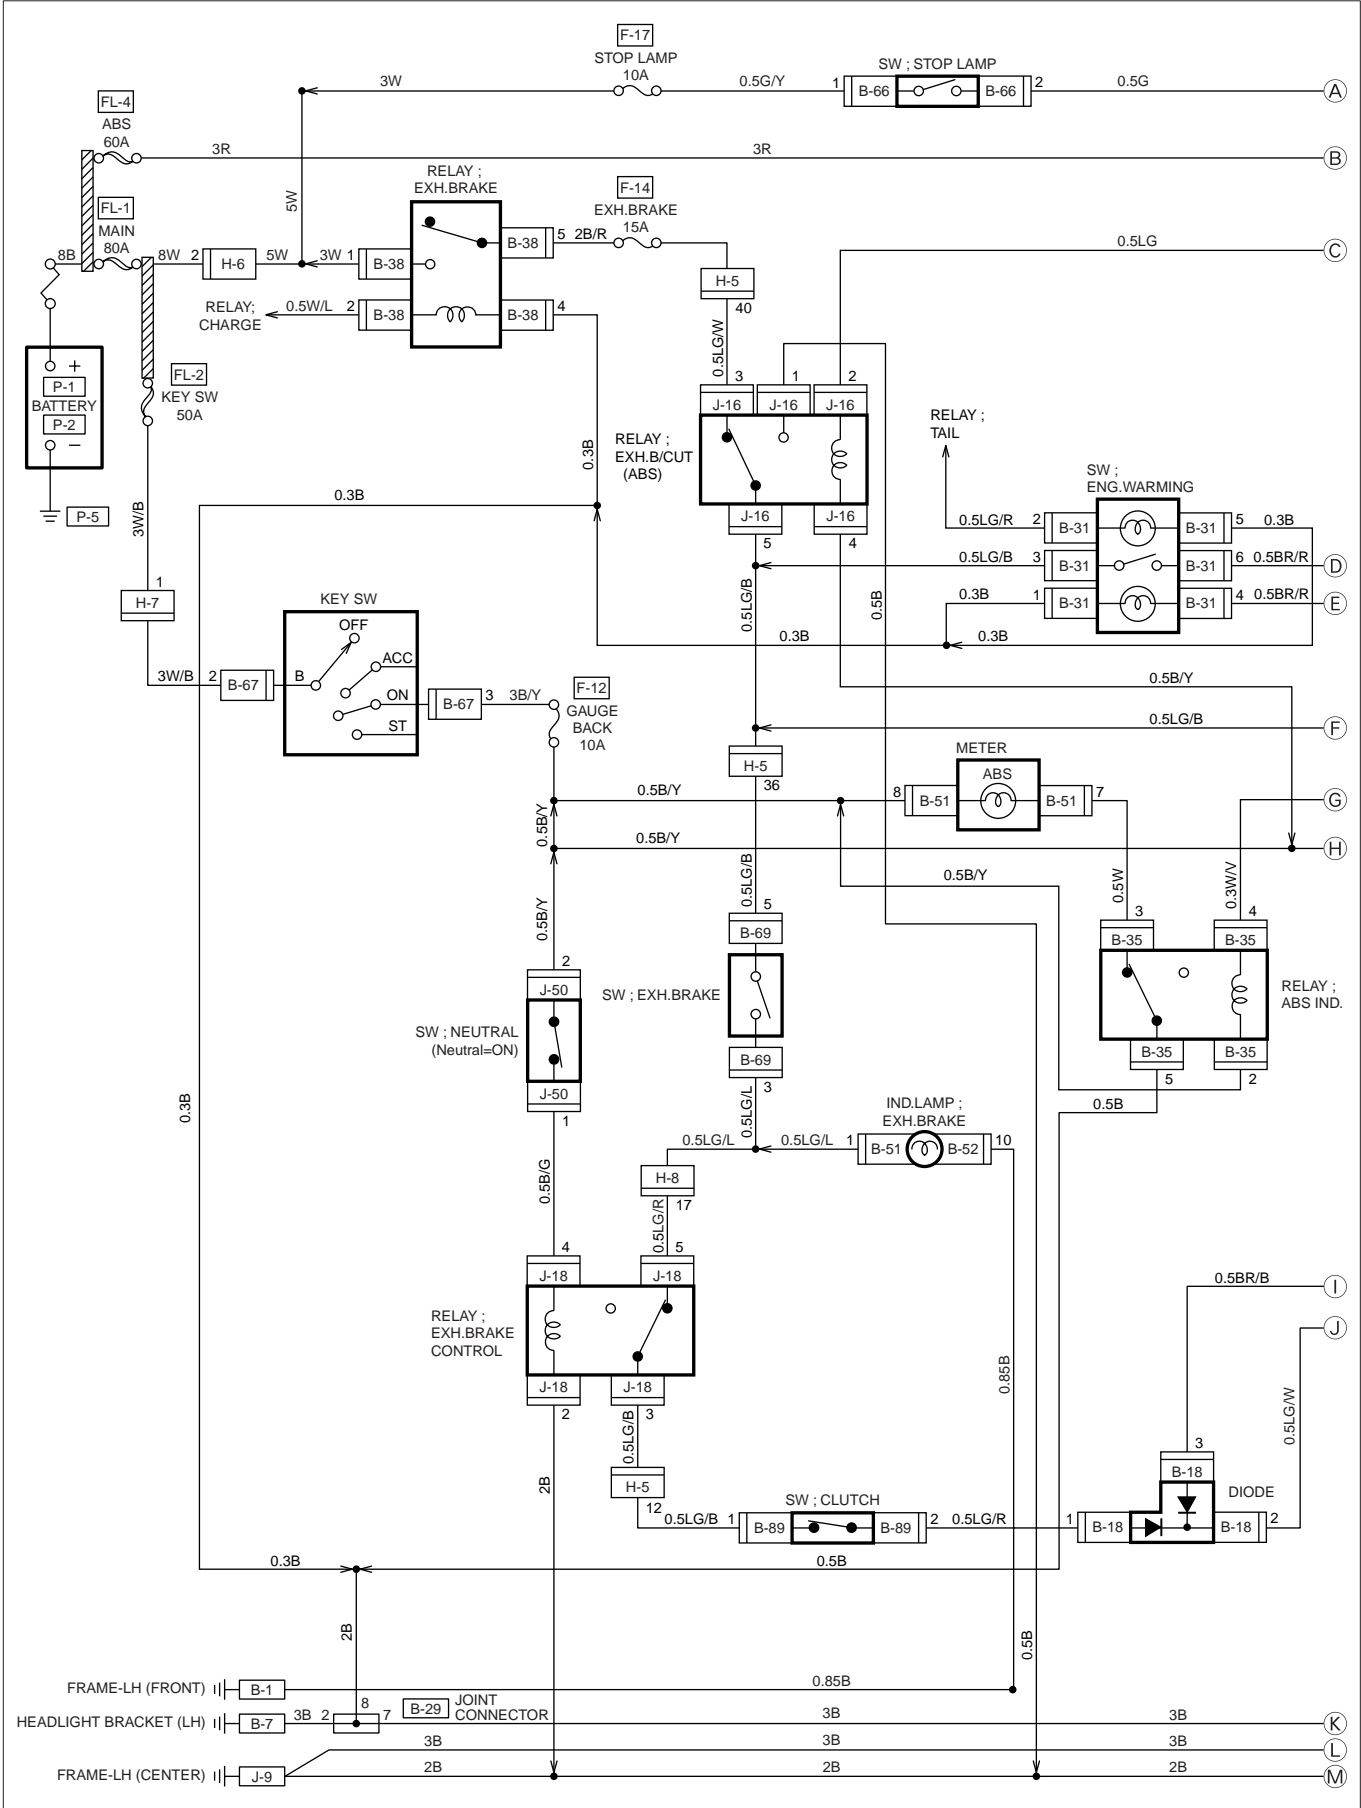 F-17
STOP LAMP
10A
3W
0.5G/Y
SW ; STOP LAMP
1
B-66
B-66
2
0.5G
A
FL-4
ABS
60A
3R
3R
B
RELAY ;
EXH.BRAKE
F-14
EXH.BRAKE
15A
5W
FL-1
MAIN
80A
8B
8W
2
H-6
5W
3W
1
B-38
B-38
5
2B/R
0.5LG
C
H-5
40
RELAY;
CHARGE
0.5W/L
2
B-38
B-38
4
0.5LG/W
P-1
BATTERY
P-2
+
−
P-5
FL-2
KEY SW
50A
3
1
2
J-16
J-16
J-16
RELAY ;
EXH.B/CUT
(ABS)
J-16
J-16
5
4
0.3B
RELAY ;
TAIL
SW ;
ENG.WARMING
0.5LG/R
2
B-31
B-31
5
0.3B
0.5LG/B
3
B-31
B-31
6
0.5BR/R
D
0.3B
1
B-31
B-31
4
0.5BR/R
E
0.3B
3W/B
1
H-7
KEY SW
OFF
ACC
ON
ST
B
0.5LG/B
0.5B
0.3B
0.3B
3W/B
2
B-67
B-67
3
3B/Y
F-12
GAUGE
BACK
10A
0.5B/Y
0.5LG/B
F
H-5
36
METER
ABS
0.5B/Y
8
B-51
B-51
7
G
0.5B/Y
0.5B/Y
H
0.5LG/B
0.5B/Y
0.5W
0.3W/V
0.5B/Y
5
B-69
3
4
B-35
B-35
2
J-50
SW ; EXH.BRAKE
RELAY ;
ABS IND.
SW ; NEUTRAL
(Neutral=ON)
B-69
3
B-35
B-35
5
2
J-50
1
0.3B
0.5LG/L
0.5B
IND.LAMP ;
EXH.BRAKE
0.5LG/L
0.5LG/L
1
B-51
B-52
10
0.5B/G
H-8
17
0.5LG/R
4
5
J-18
J-18
0.5BR/B
I
RELAY ;
EXH.BRAKE
CONTROL
J
0.85B
J-18
J-18
2
3
0.5LG/W
0.5LG/B
3
B-18
2B
H-5
12
SW ; CLUTCH
DIODE
0.5LG/B
1
B-89
B-89
2
0.5LG/R
1
B-18
B-18
2
0.3B
0.5B
2B
0.5B
FRAME-LH (FRONT)
B-1
0.85B
8
B-29
JOINT
CONNECTOR
HEADLIGHT BRACKET (LH)
B-7
3B
2
7
3B
3B
K
3B
3B
3B
L
FRAME-LH (CENTER)
J-9
2B
2B
2B
M